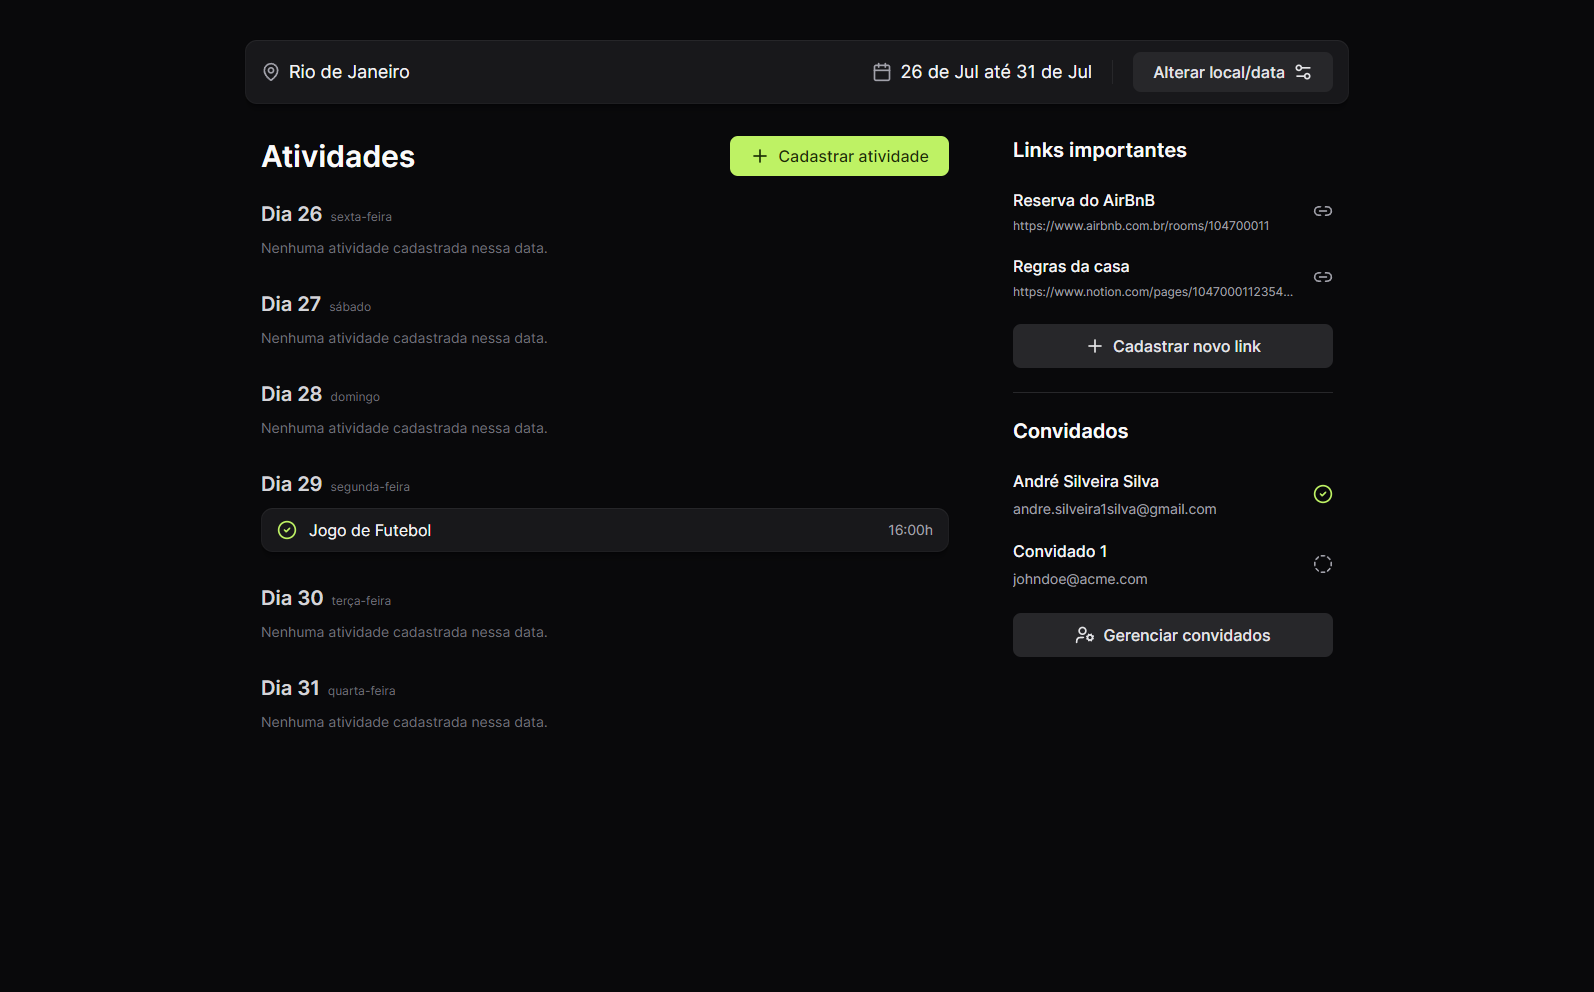 Rio de Janeiro
26 de Jul até 31 de Jul
Alterar local/data
Atividades
Cadastrar atividade
Dia 26 sexta-feira
Nenhuma atividade cadastrada nessa data.
Dia 27 sábado
Nenhuma atividade cadastrada nessa data.
Dia 28 domingo
Nenhuma atividade cadastrada nessa data.
Dia 29 segunda-feira
Jogo de Futebol 16:00h
Dia 30 terça-feira
Nenhuma atividade cadastrada nessa data.
Dia 31 quarta-feira
Nenhuma atividade cadastrada nessa data.
Links importantes
Reserva do AirBnB
https://www.airbnb.com.br/rooms/104700011
Regras da casa
https://www.notion.com/pages/1047000112354...
Cadastrar novo link
Convidados
André Silveira Silva
andre.silveira1silva@gmail.com
Convidado 1
johndoe@acme.com
Gerenciar convidados